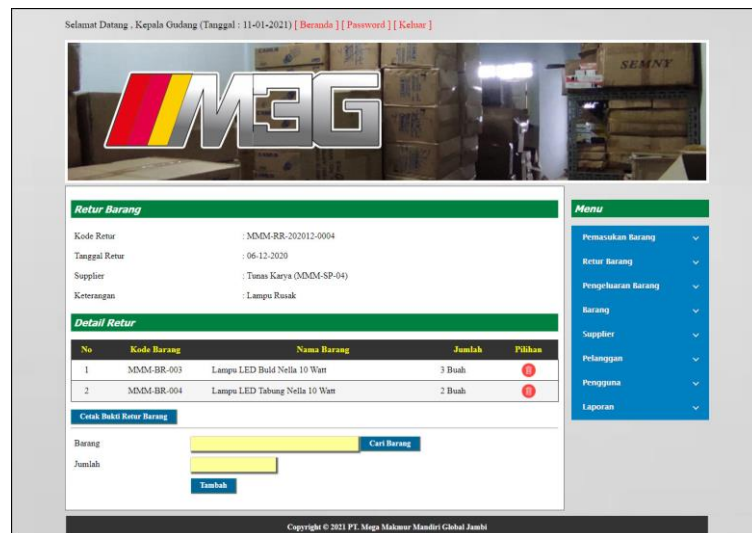 Selamat Datang , Kepala Gudang (Tanggal : 11-01-2021) [ Beranda ] [ Password ] [ Keluar ]
M3G
SEMNY
Retur Barang
Kode Retur : MMM-RR-202012-0004
Tanggal Retur : 06-12-2020
Supplier : Tunas Karya (MMM-SP-04)
Keterangan : Lampu Rusak
Detail Retur
No Kode Barang Nama Barang Jumlah Pilihan
1 MMM-BR-003 Lampu LED Buld Nella 10 Watt 3 Buah
2 MMM-BR-004 Lampu LED Tabung Nella 10 Watt 2 Buah
Cetak Bukti Retur Barang
Barang Cari Barang
Jumlah
Tambah
Menu
Pemasukan Barang
Retur Barang
Pengeluaran Barang
Barang
Supplier
Pelanggan
Pengguna
Laporan
Copyright © 2021 PT. Mega Makmur Mandiri Global Jambi